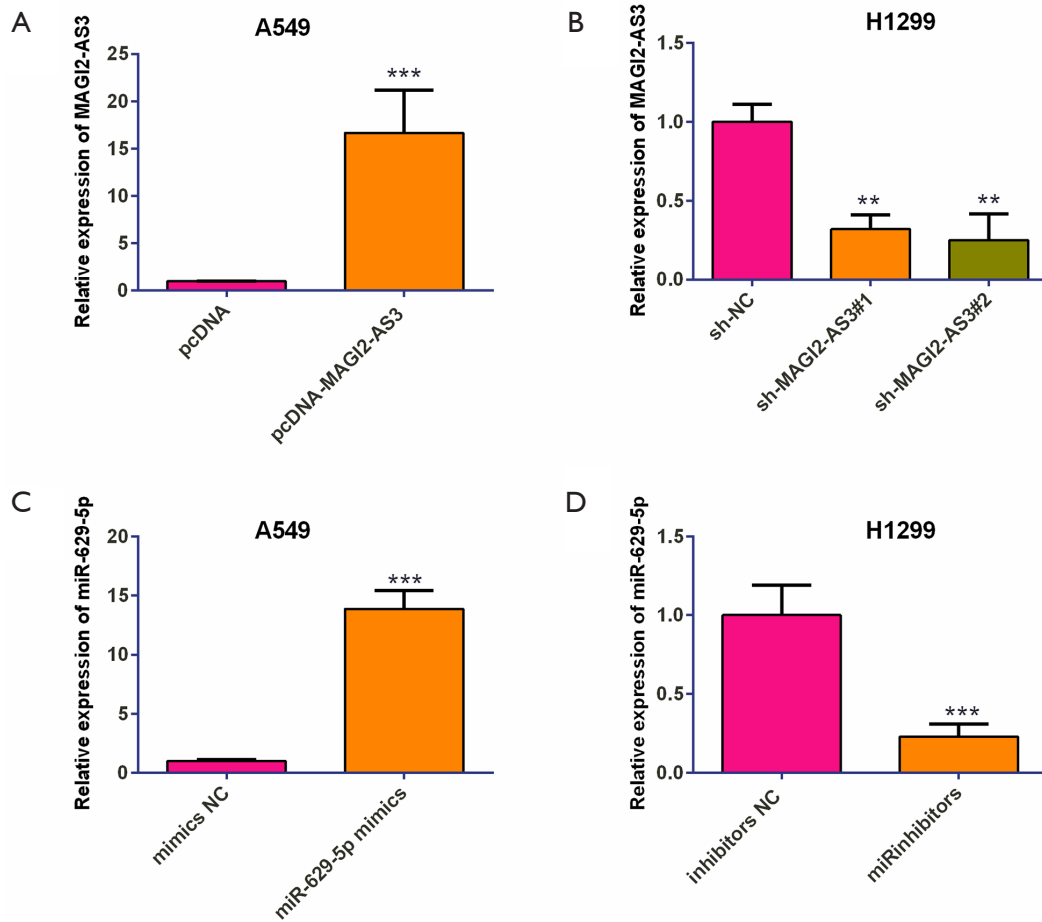 A
A549
Relative expression of MAGI2-AS3
25
20
15
10
5
0
***
pcDNA
pcDNA-MAGI2-AS3
B
H1299
Relative expression of MAGI2-AS3
1.5
1.0
0.5
0.0
**
**
sh-NC
sh-MAGI2-AS3#1
sh-MAGI2-AS3#2
C
A549
Relative expression of miR-629-5p
20
15
10
5
0
***
mimics NC
miR-629-5p mimics
D
H1299
Relative expression of miR-629-5p
1.5
1.0
0.5
0.0
***
inhibitors NC
miRinhibitors